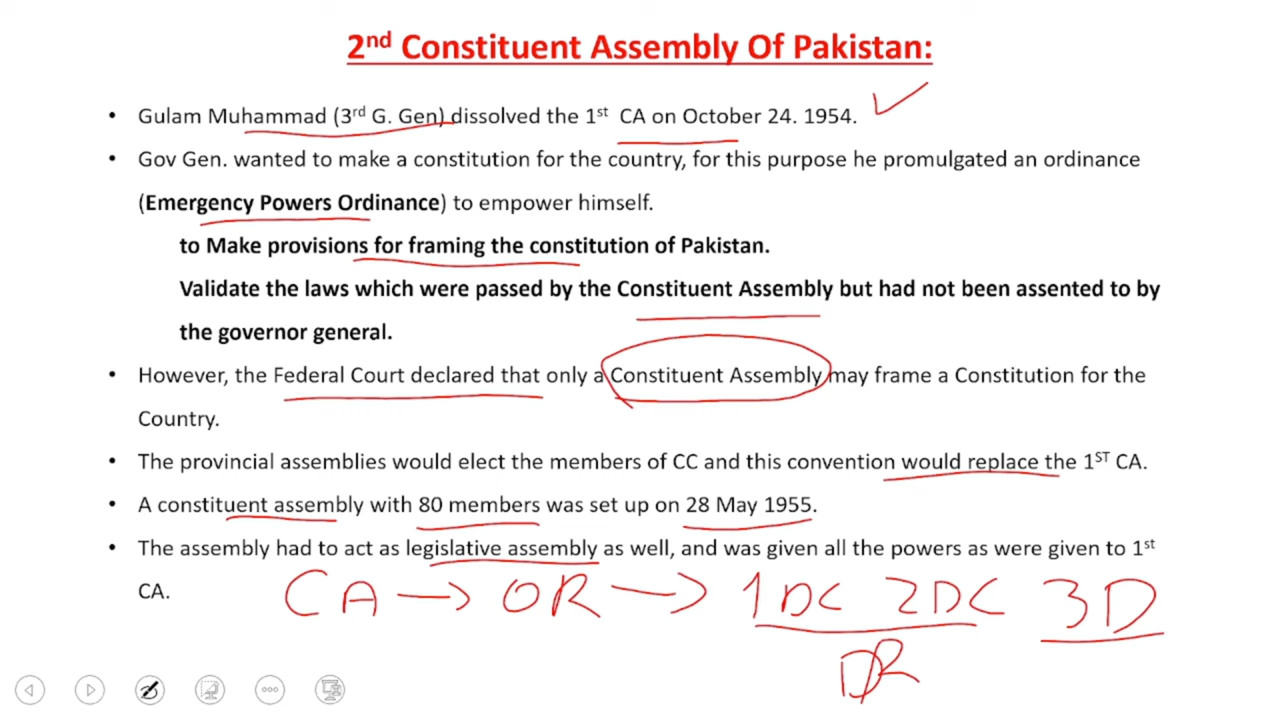 2nd Constituent Assembly Of Pakistan:
• Gulam Muhammad (3rd G. Gen) dissolved the 1st CA on October 24. 1954.
• Gov Gen. wanted to make a constitution for the country, for this purpose he promulgated an ordinance
(Emergency Powers Ordinance) to empower himself.
to Make provisions for framing the constitution of Pakistan.
Validate the laws which were passed by the Constituent Assembly but had not been assented to by
the governor general.
• However, the Federal Court declared that only a Constituent Assembly may frame a Constitution for the
Country.
• The provincial assemblies would elect the members of CC and this convention would replace the 1ST CA.
• A constituent assembly with 80 members was set up on 28 May 1955.
• The assembly had to act as legislative assembly as well, and was given all the powers as were given to 1st
CA.
CA → OR → 1DC 2DC 3D
DR